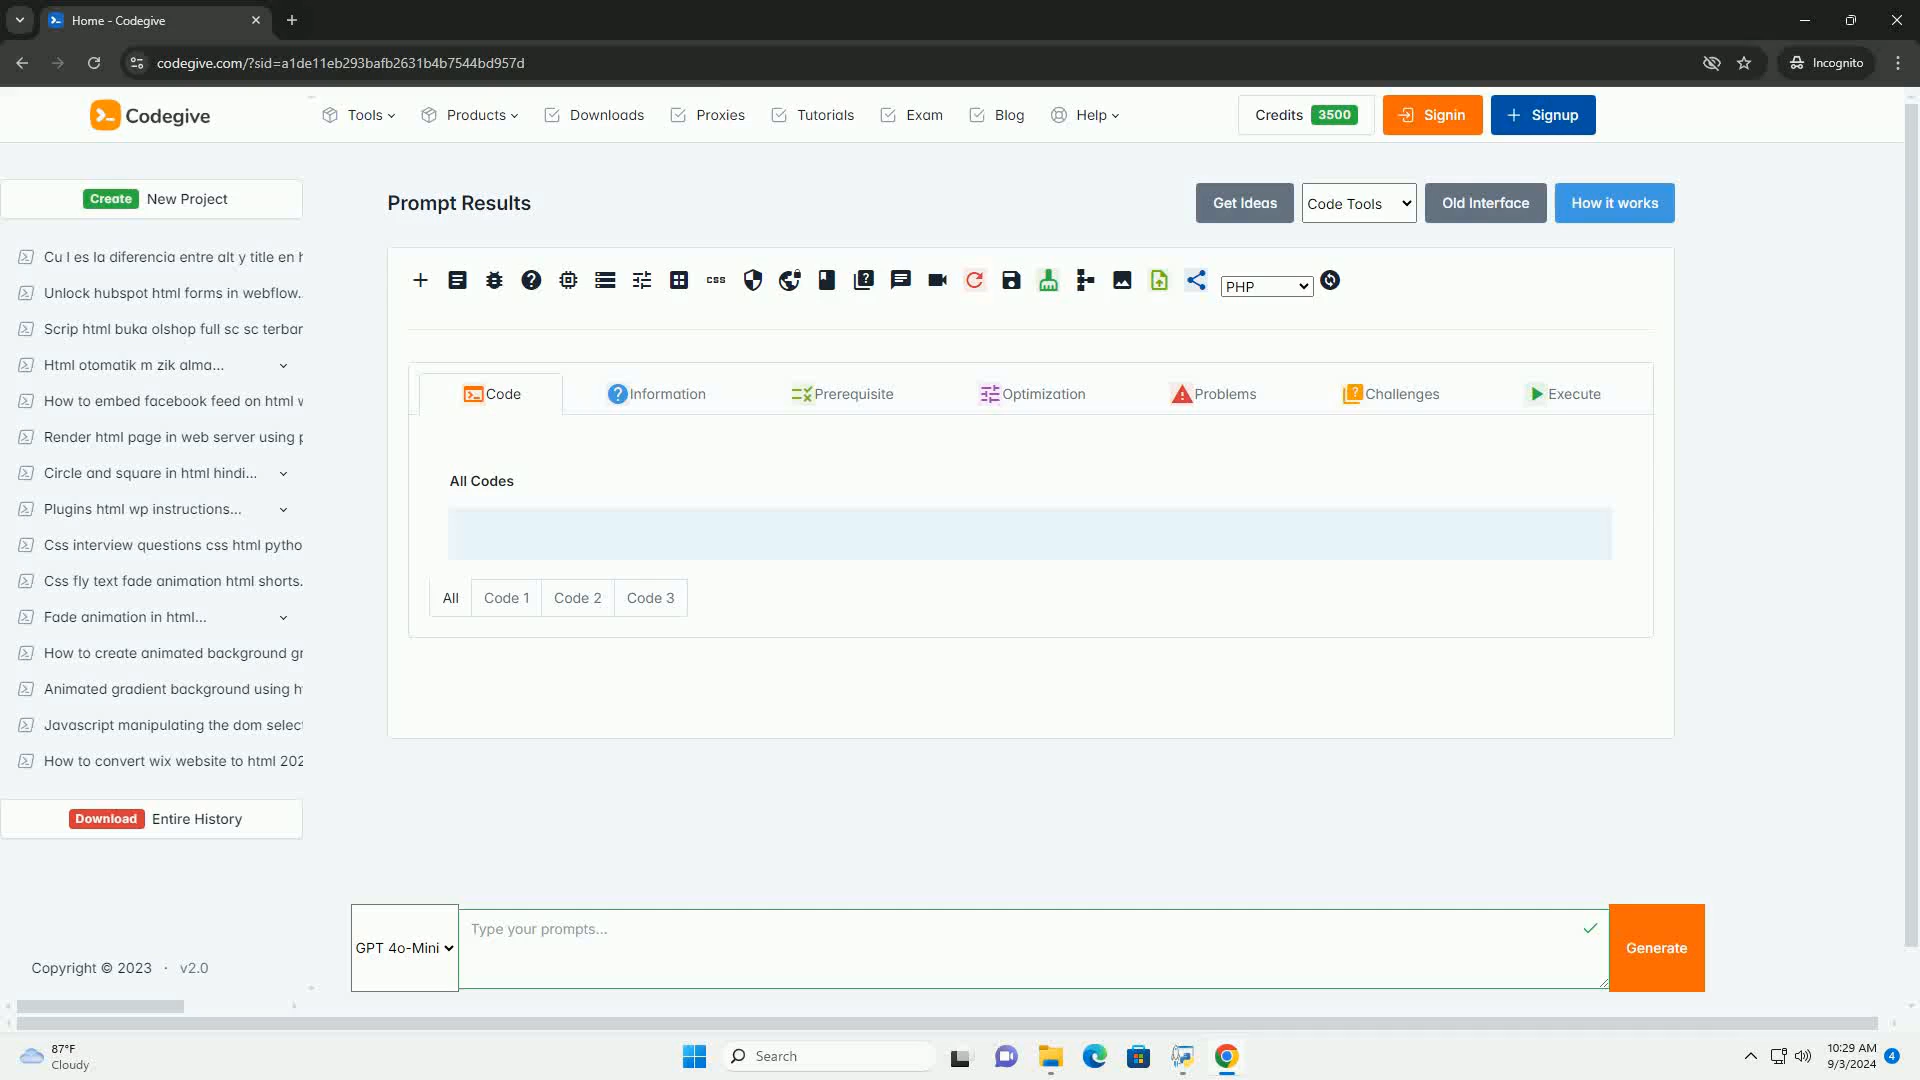 Home - Codegive
codegive.com/?sid=a1de11eb293bafb2631b4b7544bd957d
Incognito
Codegive
Tools
Products
Downloads
Proxies
Tutorials
Exam
Blog
Help
Credits 3500
Signin
Signup
Create New Project
Cu l es la diferencia entre alt y title en h
Unlock hubspot html forms in webflow.
Scrip html buka olshop full sc sc terbar
Html otomatik m zik alma...
How to embed facebook feed on html w
Render html page in web server using p
Circle and square in html hindi...
Plugins html wp instructions...
Css interview questions css html pytho
Css fly text fade animation html shorts.
Fade animation in html...
How to create animated background gr
Animated gradient background using h
Javascript manipulating the dom select
How to convert wix website to html 202
Download Entire History
Copyright © 2023 · v2.0
Prompt Results
Get Ideas
Code Tools
Old Interface
How it works
css
PHP
Code
Information
Prerequisite
Optimization
Problems
Challenges
Execute
All Codes
All
Code 1
Code 2
Code 3
GPT 4o-Mini
Type your prompts...
Generate
87°F
Cloudy
Search
10:29 AM
9/3/2024
4